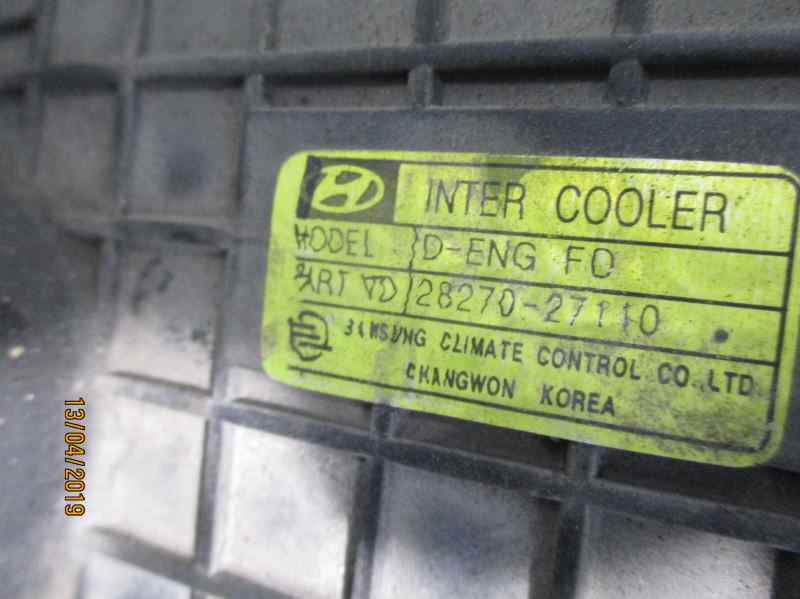 INTER COOLER
MODEL D-ENG FO
PART NO 28270-27110
SAMSUNG CLIMATE CONTROL CO.,LTD
CHANGWON KOREA
13/04/2019